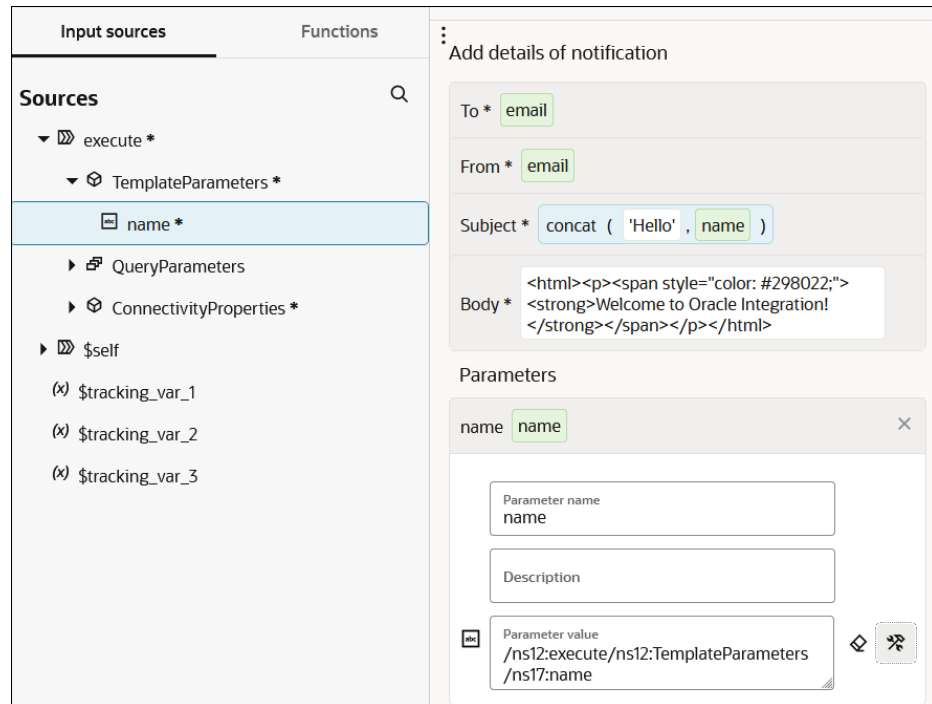 Input sources
Functions
Sources
execute *
TemplateParameters *
abc name *
QueryParameters
ConnectivityProperties *
$self
(x) $tracking_var_1
(x) $tracking_var_2
(x) $tracking_var_3
Add details of notification
To * email
From * email
Subject * concat ( 'Hello' , name )
Body * <html><p><span style="color: #298022;">
<strong>Welcome to Oracle Integration!
</strong></span></p></html>
Parameters
name name
Parameter name
name
Description
abc Parameter value
/ns12:execute/ns12:TemplateParameters
/ns17:name